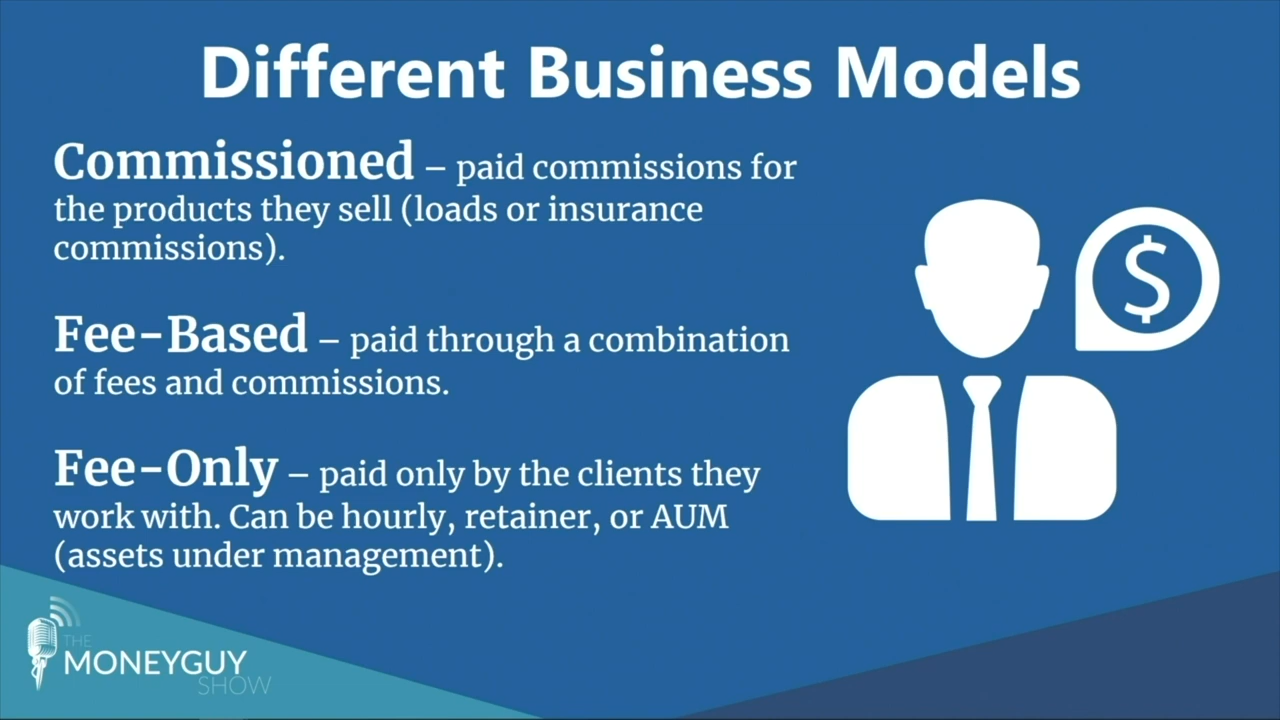 Different Business Models
Commissioned – paid commissions for
the products they sell (loads or insurance
commissions).
Fee-Based – paid through a combination
of fees and commissions.
Fee-Only – paid only by the clients they
work with. Can be hourly, retainer, or AUM
(assets under management).
$
THE
MONEYGUY
SHOW